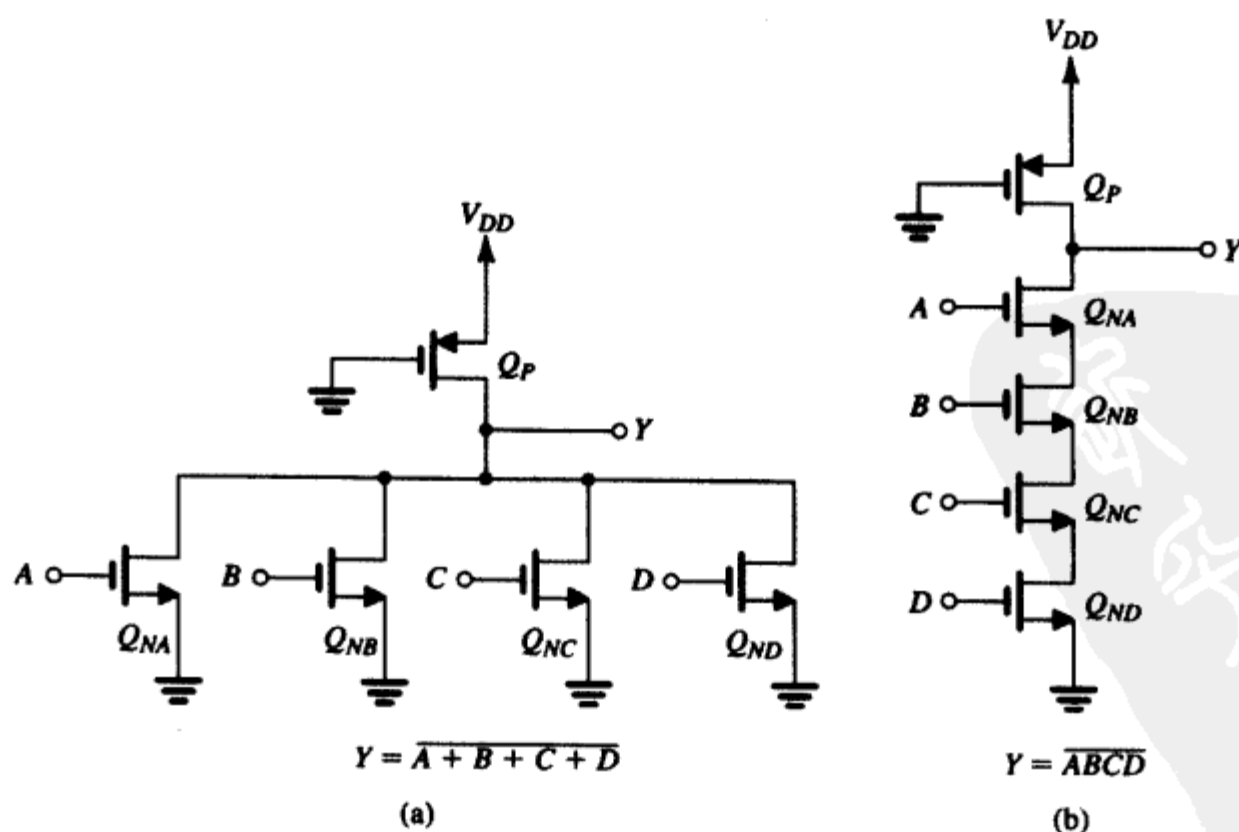 V_DD
Q_P
Y
A
Q_NA
B
Q_NB
C
Q_NC
D
Q_ND
Y = \overline{A + B + C + D}
(a)
V_DD
Q_P
Y
A
Q_NA
B
Q_NB
C
Q_NC
D
Q_ND
Y = \overline{ABCD}
(b)